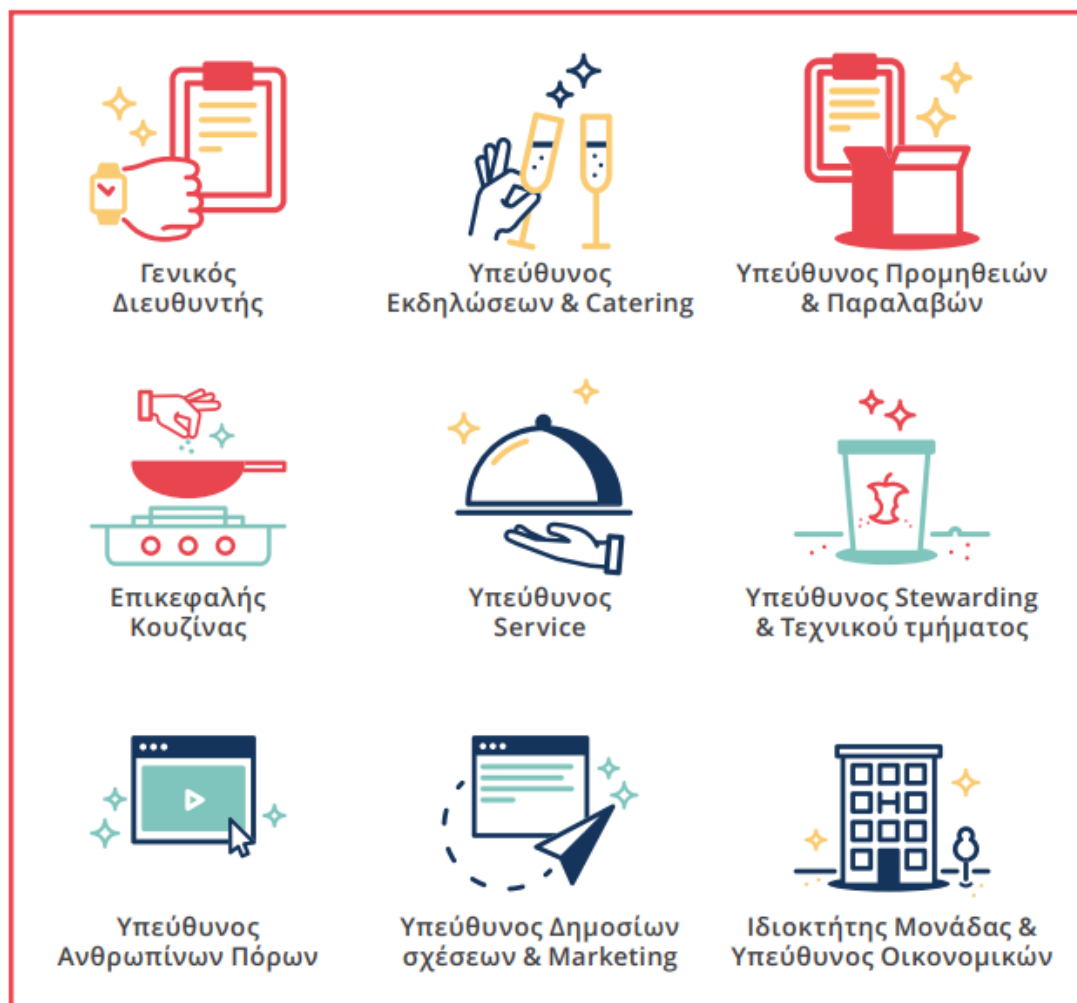 Γενικός
Διευθυντής
Υπεύθυνος
Εκδηλώσεων & Catering
Υπεύθυνος Προμηθειών
& Παραλαβών
Επικεφαλής
Κουζίνας
Υπεύθυνος
Service
Υπεύθυνος Stewarding
& Τεχνικού τμήματος
Υπεύθυνος
Ανθρωπίνων Πόρων
Υπεύθυνος Δημοσίων
σχέσεων & Marketing
H
Ιδιοκτήτης Μονάδας &
Υπεύθυνος Οικονομικών